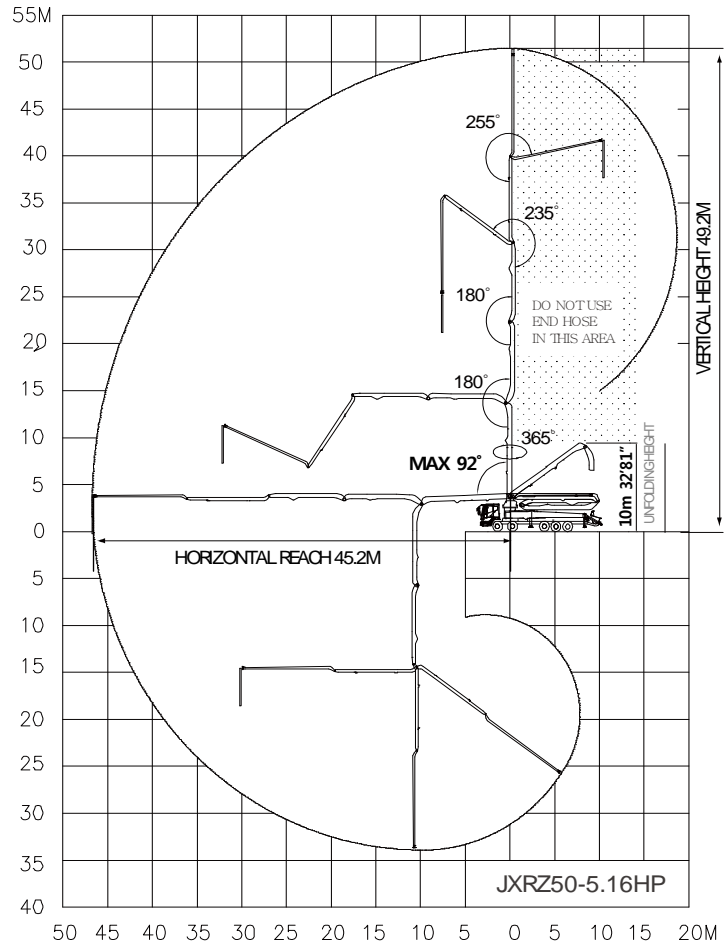 55M
50
45
40
35
30
25
20
15
10
5
0
5
10
15
20
25
30
35
40
255°
235°
180°
DO NOT USE
END HOSE
IN THIS AREA
180°
365°
MAX 92°
VERTICAL HEIGHT 49.2M
10m 32'81"
UNFOLDING HEIGHT
HORIZONTAL REACH 45.2M
JXRZ50-5.16HP
50 45 40 35 30 25 20 15 10 5 0 5 10 15 20M